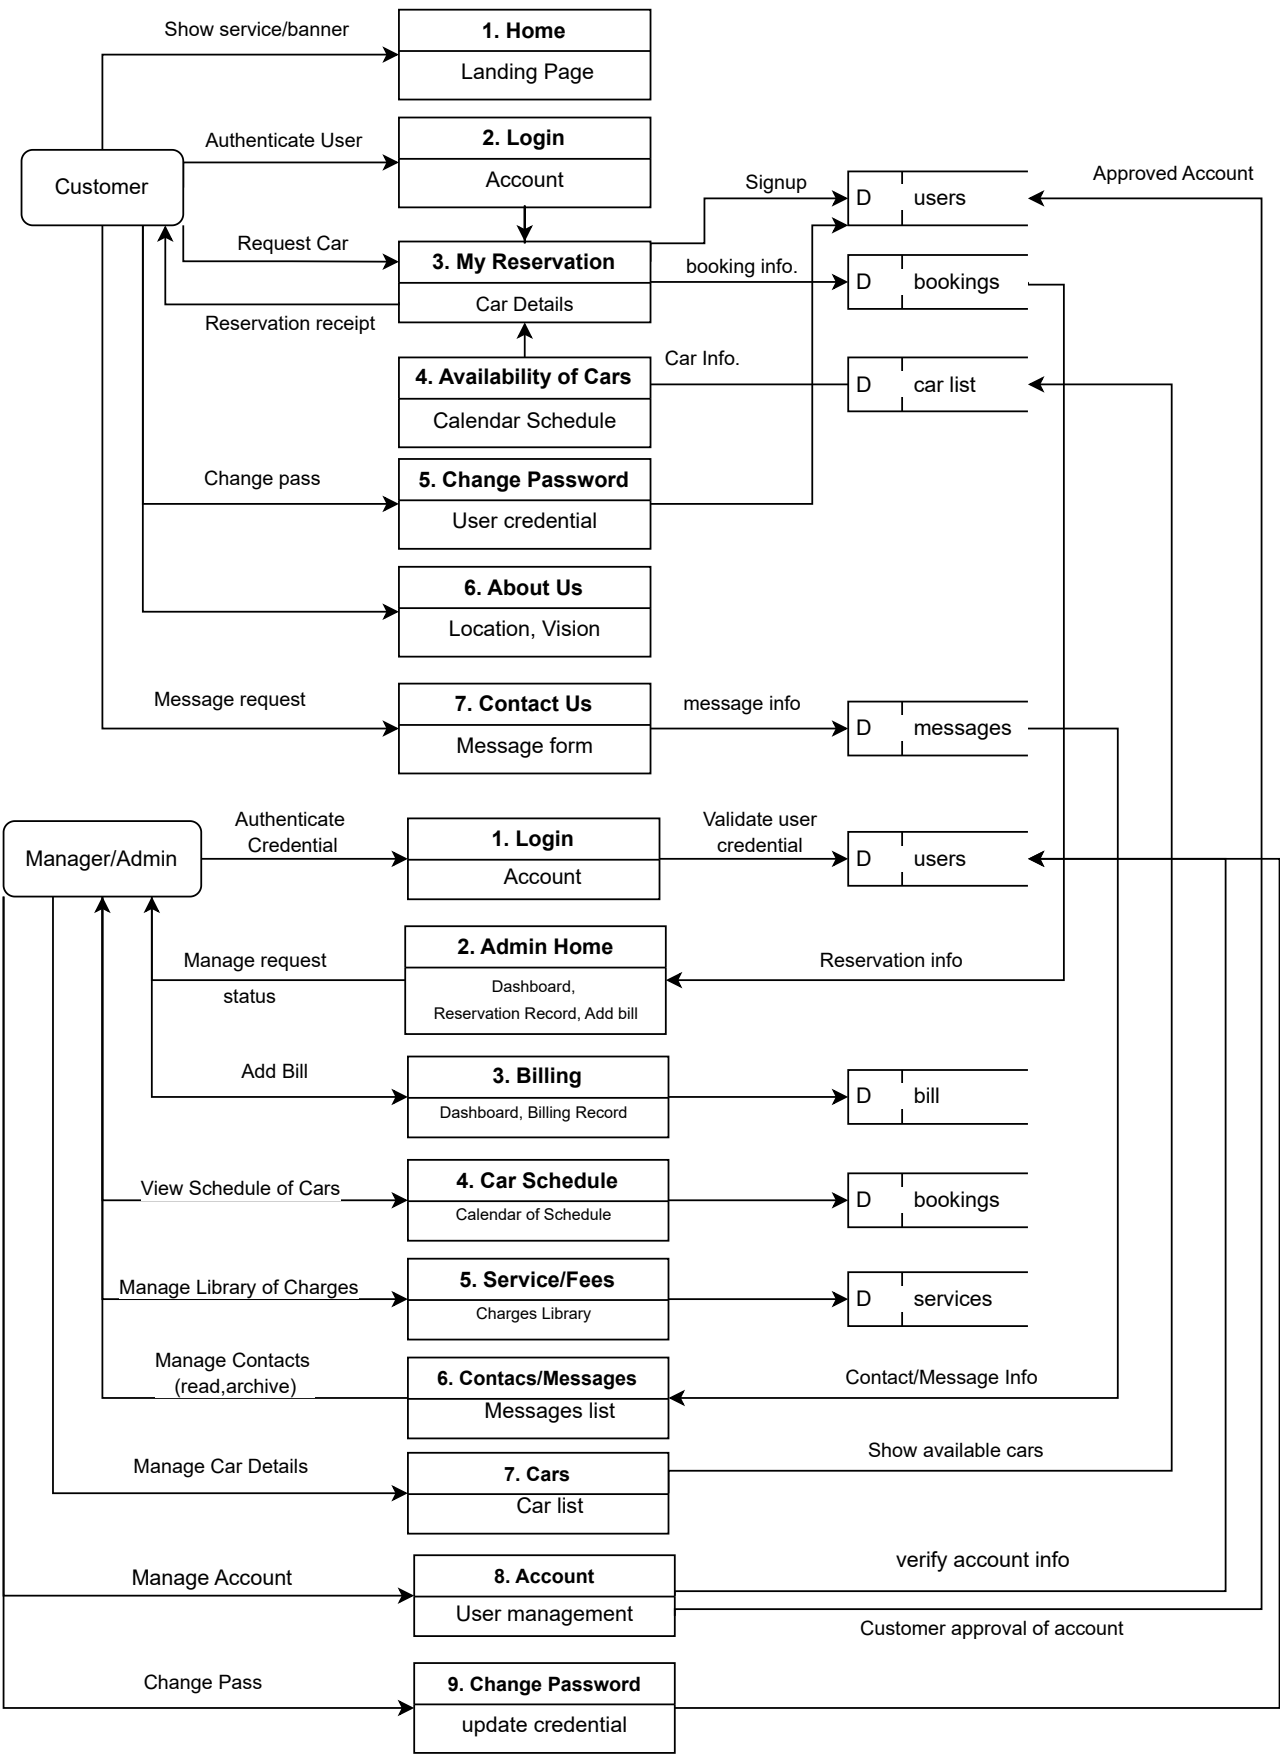 Show service/banner
1. Home
Landing Page
Authenticate User
2. Login
Account
Customer
Signup
D users
Approved Account
Request Car
3. My Reservation
Car Details
booking info.
D bookings
Reservation receipt
4. Availability of Cars
Calendar Schedule
Car Info.
D car list
Change pass
5. Change Password
User credential
6. About Us
Location, Vision
Message request
7. Contact Us
Message form
message info
D messages
Manager/Admin
Authenticate
Credential
1. Login
Account
Validate user
credential
D users
Manage request
status
2. Admin Home
Dashboard,
Reservation Record, Add bill
Reservation info
Add Bill
3. Billing
Dashboard, Billing Record
D bill
View Schedule of Cars
4. Car Schedule
Calendar of Schedule
D bookings
Manage Library of Charges
5. Service/Fees
Charges Library
D services
Manage Contacts
(read,archive)
6. Contacs/Messages
Messages list
Contact/Message Info
Show available cars
Manage Car Details
7. Cars
Car list
verify account info
Manage Account
8. Account
User management
Customer approval of account
Change Pass
9. Change Password
update credential